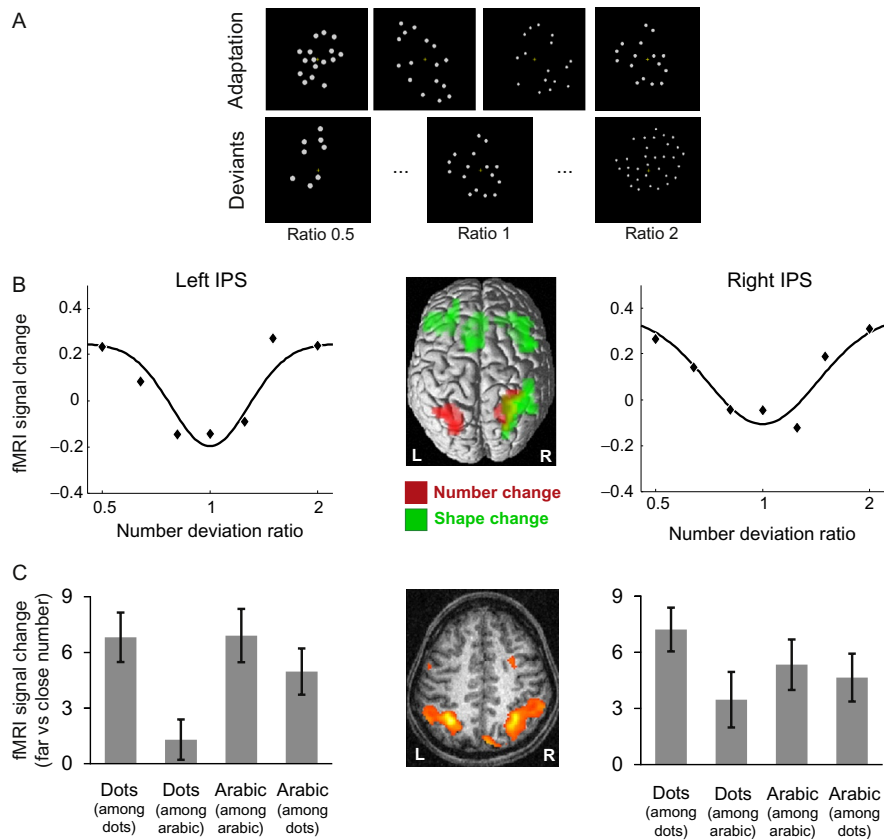 A
Adaptation
Deviants
... ...
Ratio 0.5 Ratio 1 Ratio 2
B
Left IPS
Right IPS
fMRI signal change
0.4
0.2
0
–0.2
–0.4
0.5 1 2
Number deviation ratio
L R
Number change
Shape change
0.4
0.2
0
–0.2
–0.4
0.5 1 2
Number deviation ratio
C
fMRI signal change
(far vs close number)
9
6
3
0
Dots Dots Arabic Arabic
(among (among (among (among
dots) arabic) arabic) dots)
L R
9
6
3
0
Dots Dots Arabic Arabic
(among (among (among (among
dots) arabic) arabic) dots)